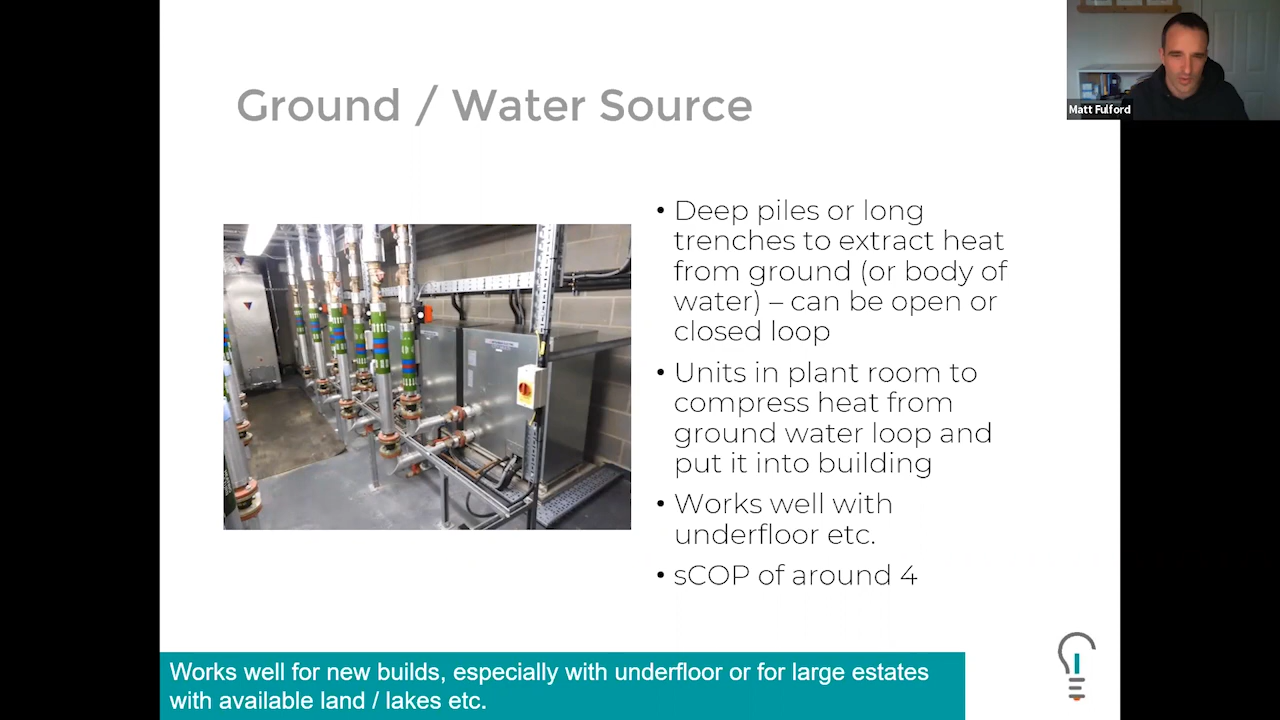 Matt Fulford
Ground / Water Source
• Deep piles or long
trenches to extract heat
from ground (or body of
water) – can be open or
closed loop
• Units in plant room to
compress heat from
ground water loop and
put it into building
• Works well with
underfloor etc.
• sCOP of around 4
Works well for new builds, especially with underfloor or for large estates
with available land / lakes etc.